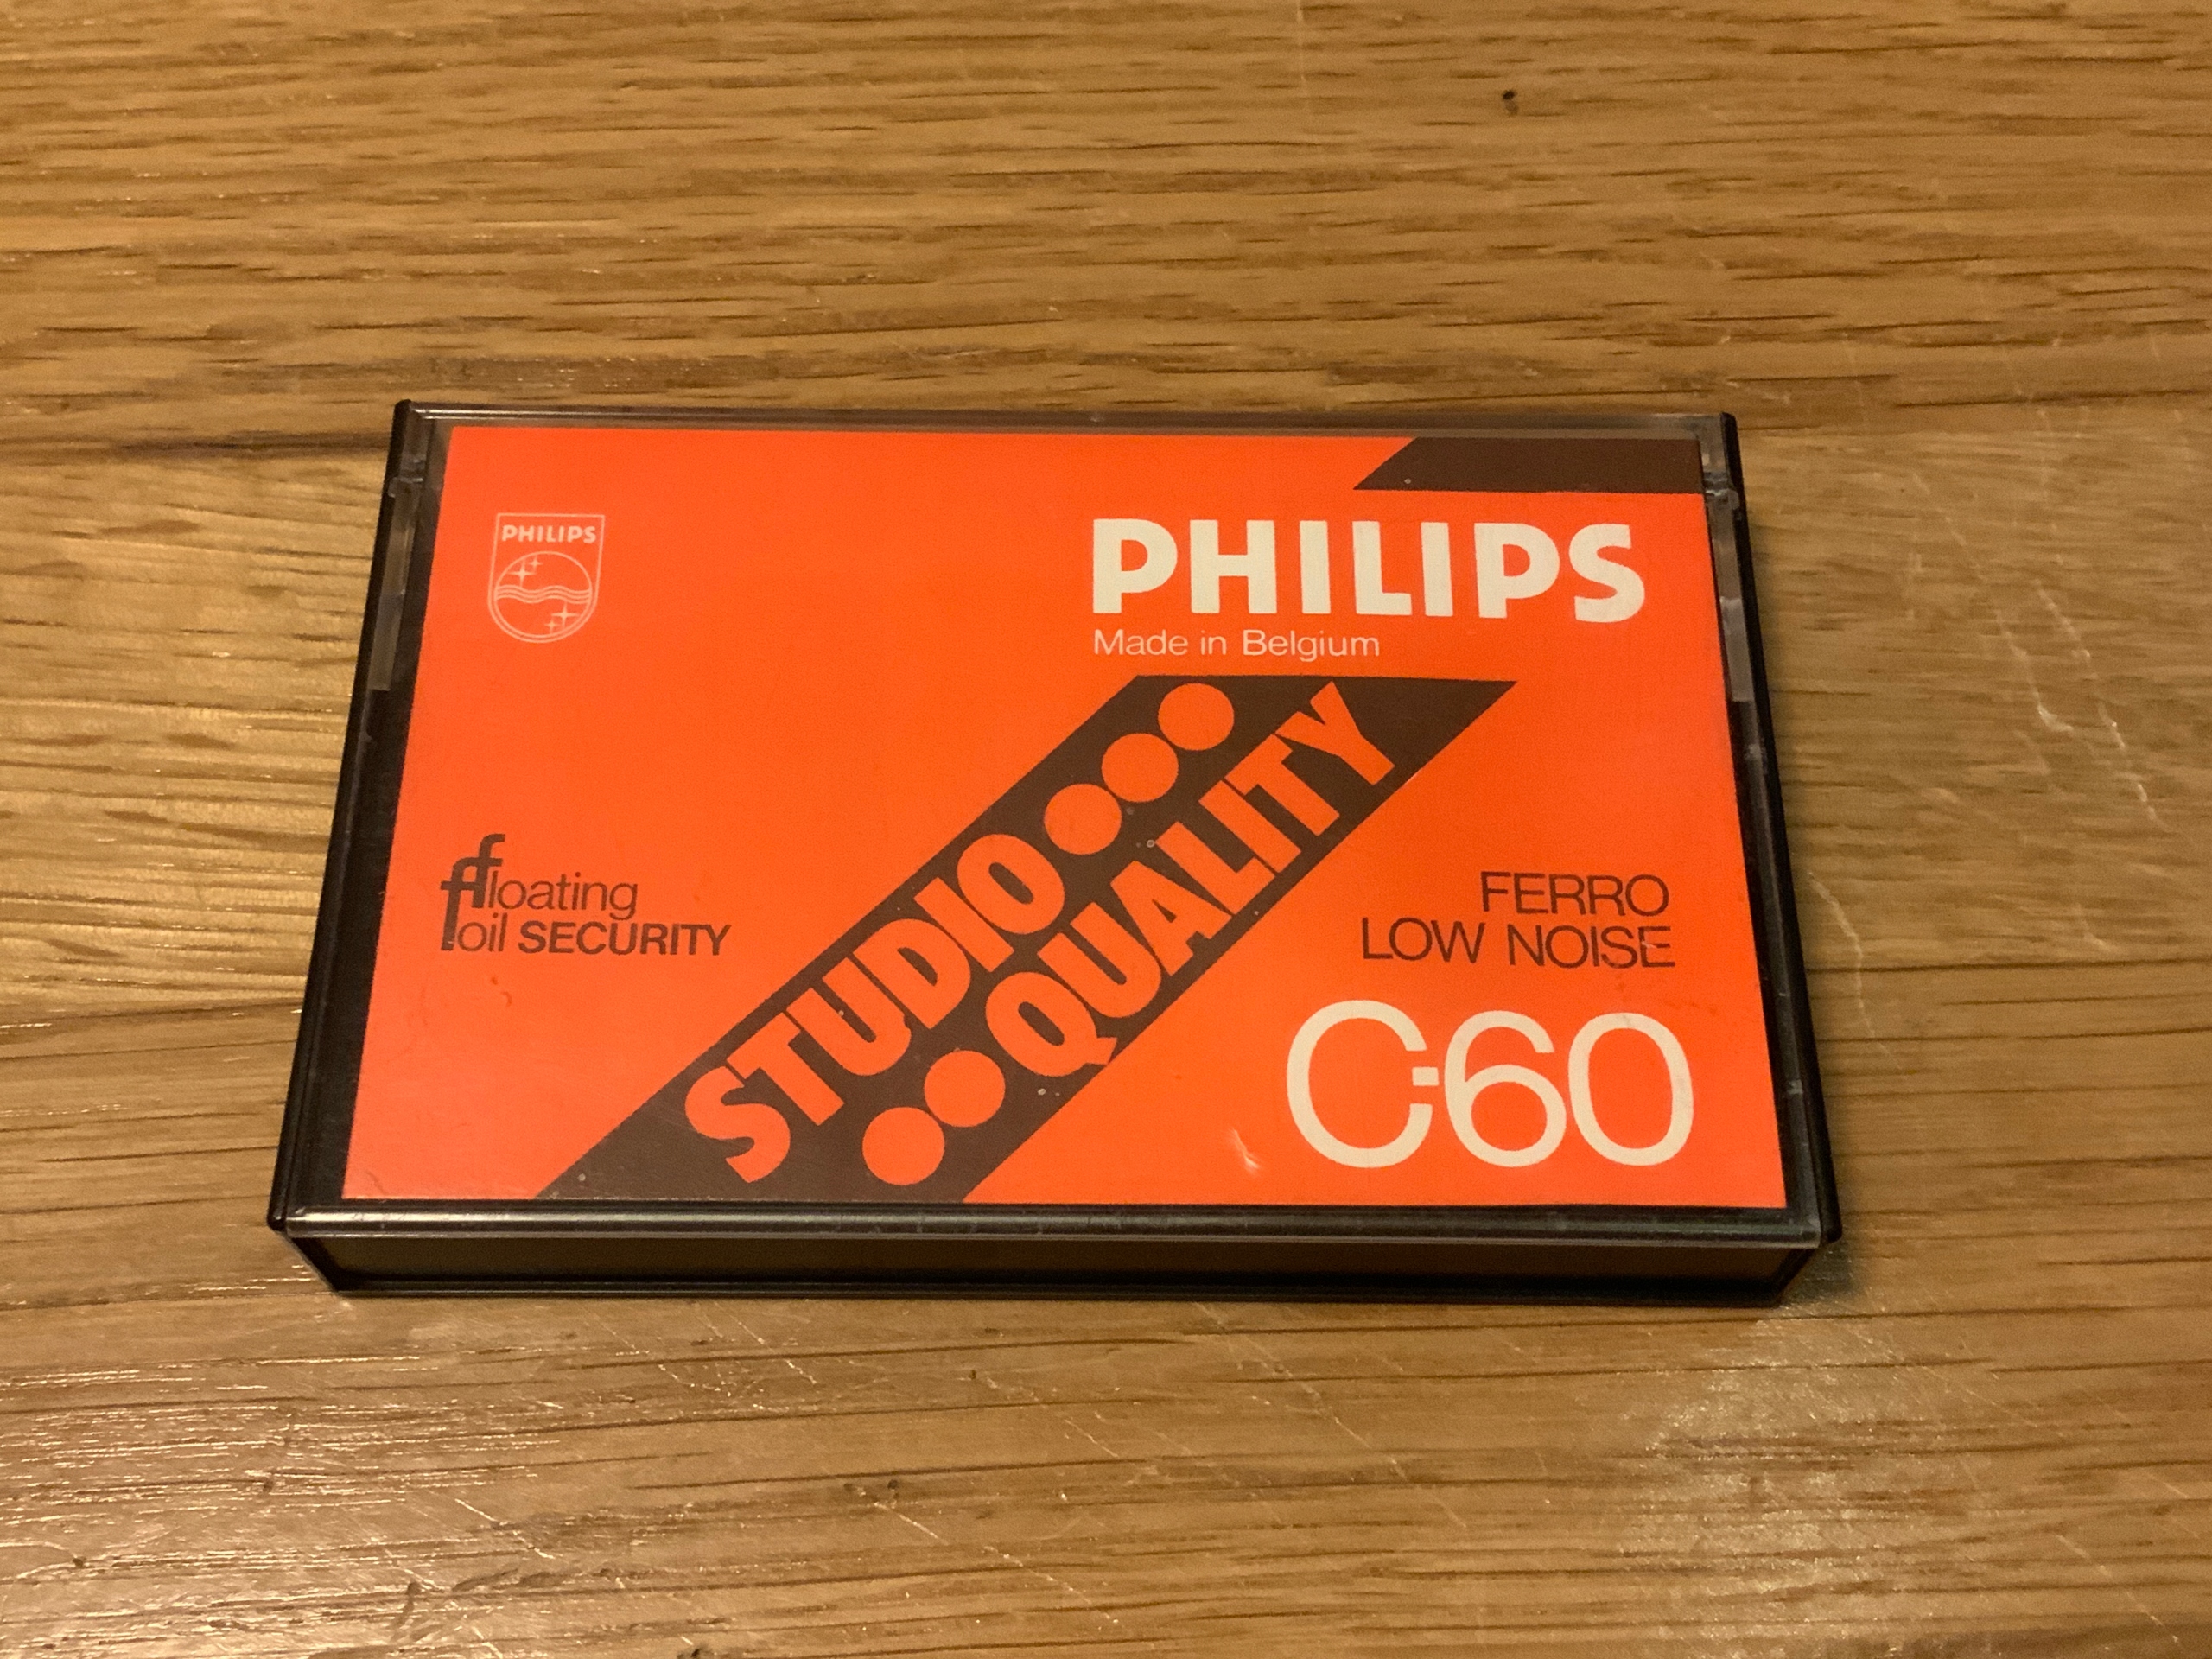 PHILIPS
PHILIPS
Made in Belgium
STUDIO
QUALITY
floating
foil SECURITY
FERRO
LOW NOISE
C-60